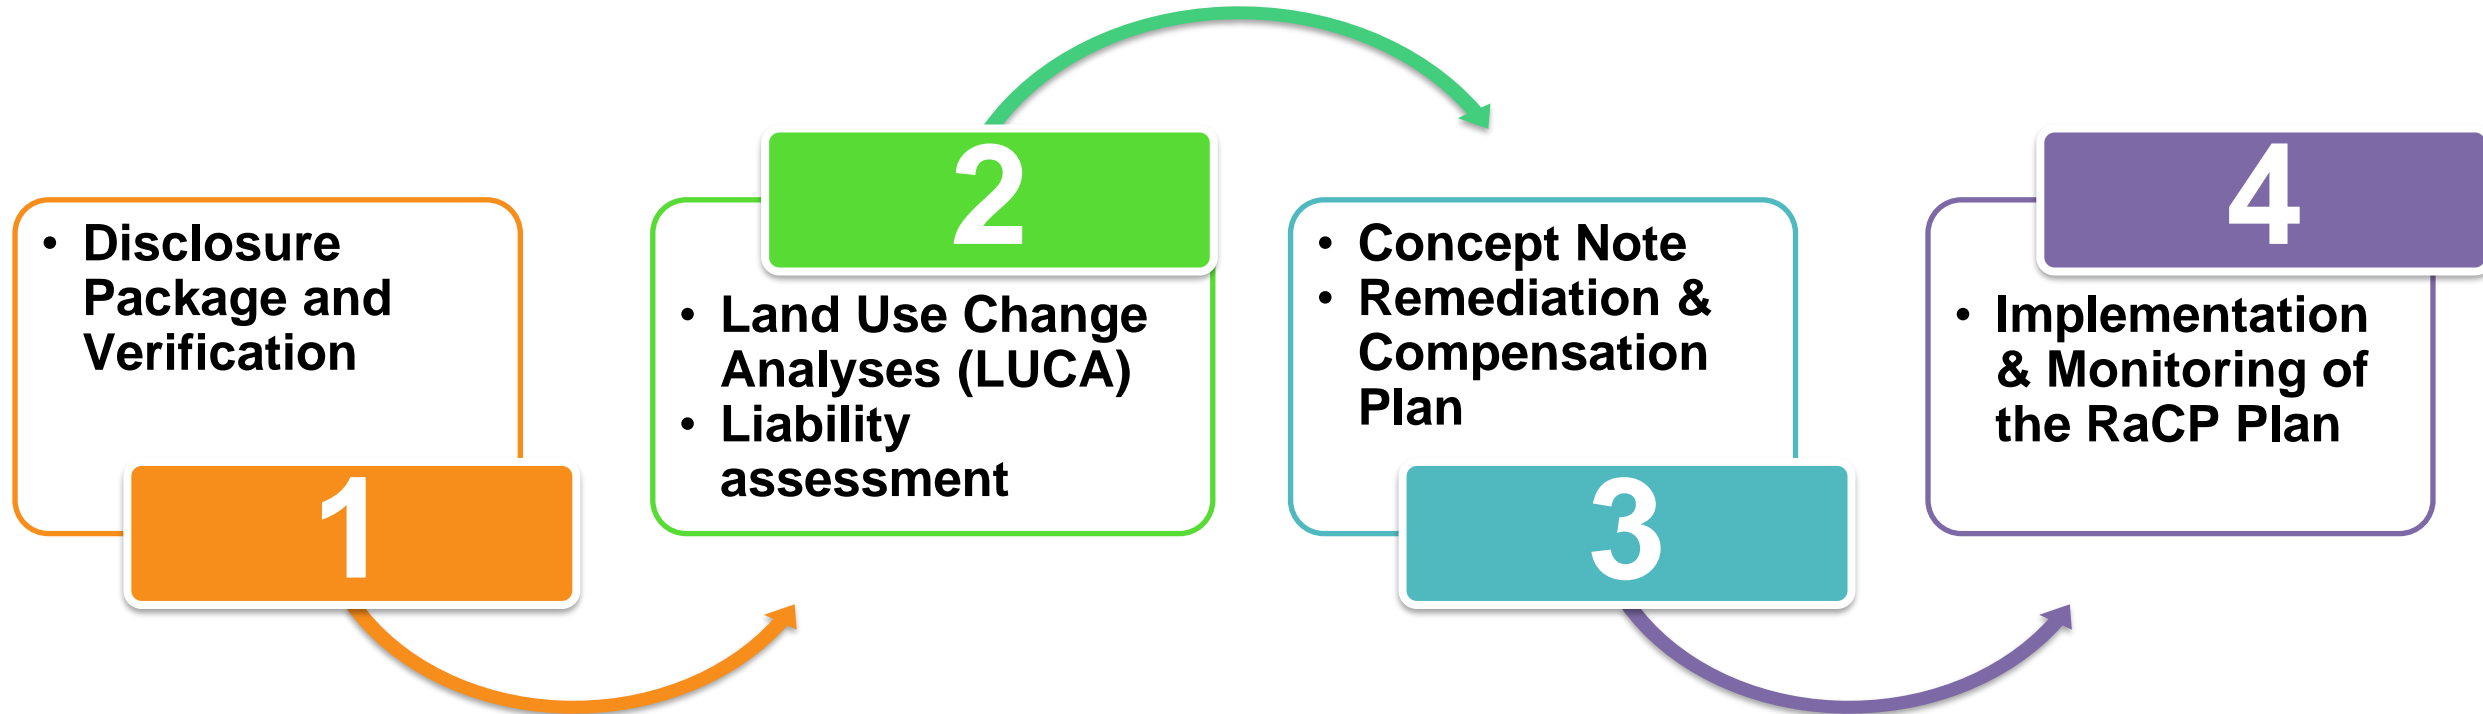 • Disclosure
Package and
Verification
1
2
• Land Use Change
Analyses (LUCA)
• Liability
assessment
• Concept Note
• Remediation &
Compensation
Plan
3
4
• Implementation
& Monitoring of
the RaCP Plan